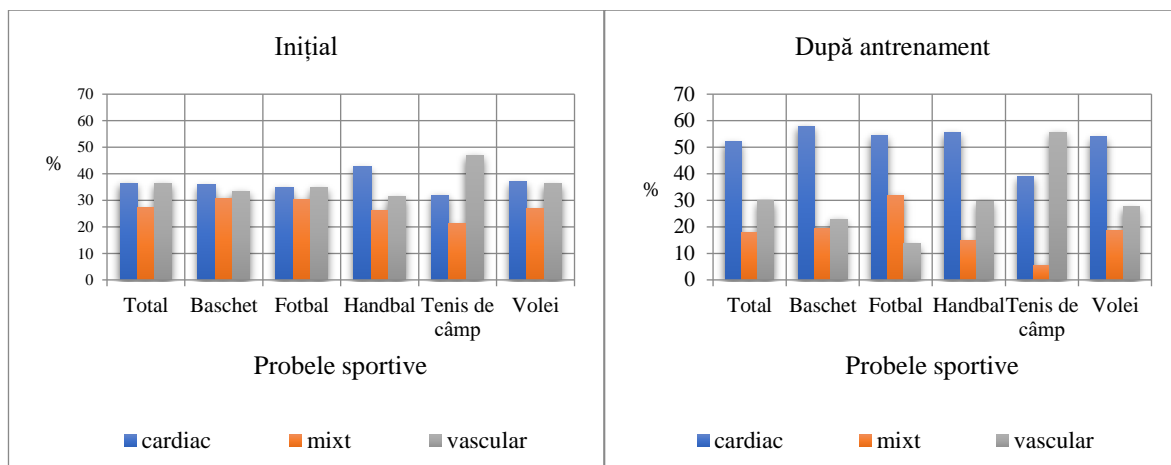 Inițial
70
60
50
40
30
20
10
0
%
Total Baschet Fotbal Handbal Tenis de câmp Volei
Probele sportive
cardiac mixt vascular
După antrenament
70
60
50
40
30
20
10
0
%
Total Baschet Fotbal Handbal Tenis de câmp Volei
Probele sportive
cardiac mixt vascular